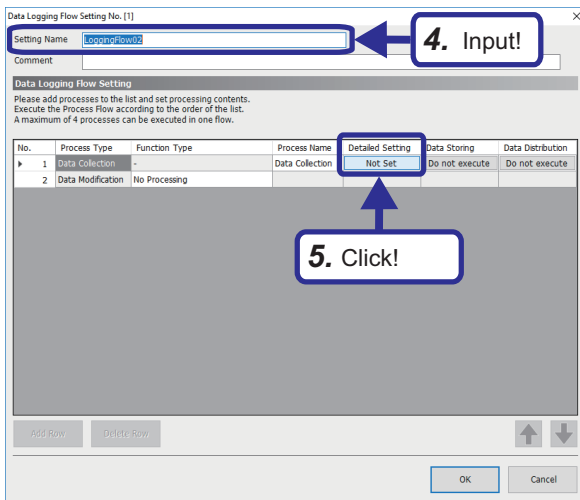 Data Logging Flow Setting No. [1]
Setting Name LoggingFlow02
4. Input!
Comment
Data Logging Flow Setting
Please add processes to the list and set processing contents.
Execute the Process Flow according to the order of the list.
A maximum of 4 processes can be executed in one flow.
No. Process Type Function Type Process Name Detailed Setting Data Storing Data Distribution
1 Data Collection - Data Collection Not Set Do not execute Do not execute
2 Data Modification No Processing
5. Click!
Add Row Delete Row
OK Cancel